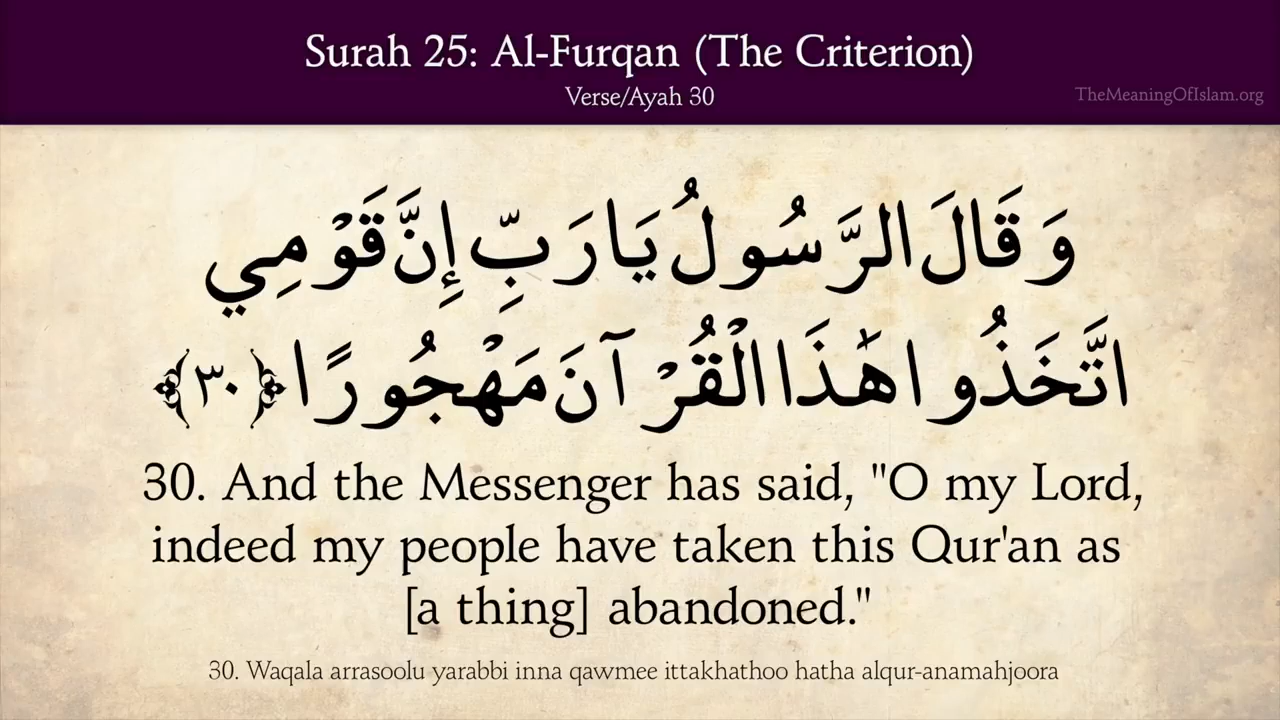 Surah 25: Al-Furqan (The Criterion)
Verse/Ayah 30
TheMeaningOfIslam.org
وَقَالَ الرَّسُولُ يَارَبِّ إِنَّ قَوْمِي
اتَّخَذُوا هَٰذَا الْقُرْآنَ مَهْجُورًا ﴿٣٠﴾
30. And the Messenger has said, "O my Lord,
indeed my people have taken this Qur'an as
[a thing] abandoned."
30. Waqala arrasoolu yarabbi inna qawmee ittakhathoo hatha alqur-anamahjoora